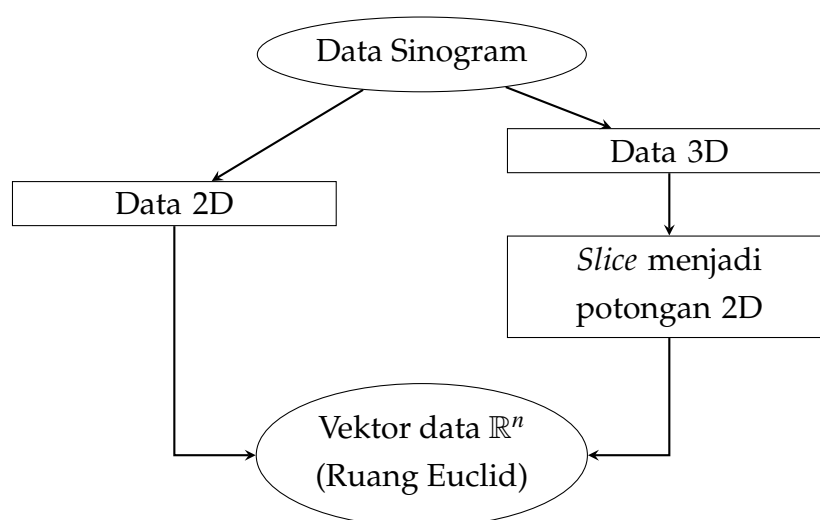 Data Sinogram
Data 3D
Data 2D
Slice menjadi
potongan 2D
Vektor data ℝⁿ
(Ruang Euclid)